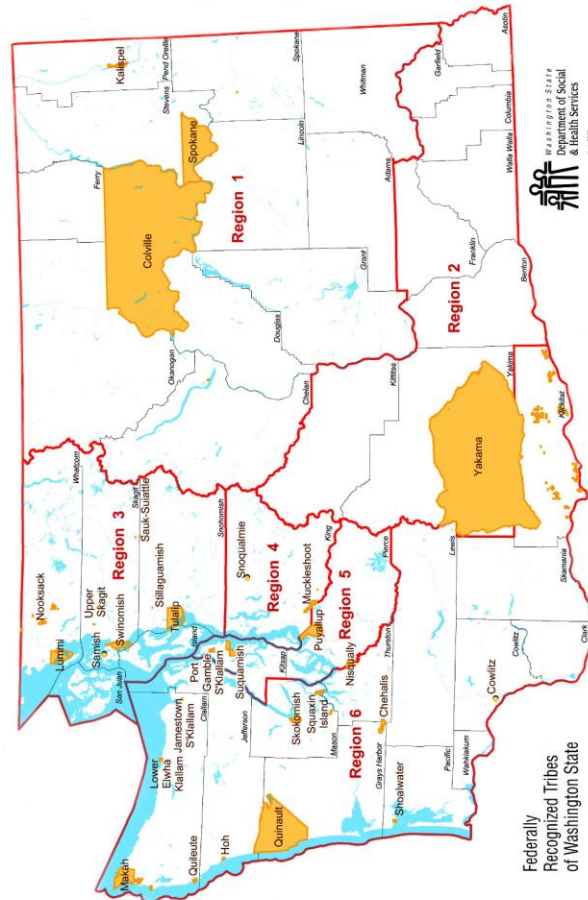 Makah
Lower
Elwha
Klallam
Jamestown
S'Klallam
Quileute
Hoh
Quinault
Clallam
Jefferson
Port
Gamble
S'Klallam
Suquamish
Kitsap
Skokomish
Squaxin
Island
Mason
Region 6
Grays Harbor
Shoalwater
Pacific
Wahkiakum
Chehalis
Thurston
Nisqually
Lewis
Cowlitz
Cowlitz
Cowlitz
Clark
Skamania
San Juan
Lummi
Nooksack
Whatcom
Samish
Upper
Skagit
Swinomish
Region 3
Skagit
Sauk-Suiattle
Stillaguamish
Tulalip
Island
Snohomish
Snoqualmie
Region 4
King
Muckleshoot
Puyallup
Region 5
Pierce
Okanogan
Colville
Ferry
Stevens
Pend Oreille
Kalispel
Spokane
Region 1
Chelan
Douglas
Grant
Lincoln
Spokane
Adams
Whitman
Kittitas
Yakama
Yakima
Klickitat
Region 2
Benton
Franklin
Walla Walla
Columbia
Garfield
Asotin
Federally
Recognized Tribes
of Washington State
Washington State
Department of Social
& Health Services